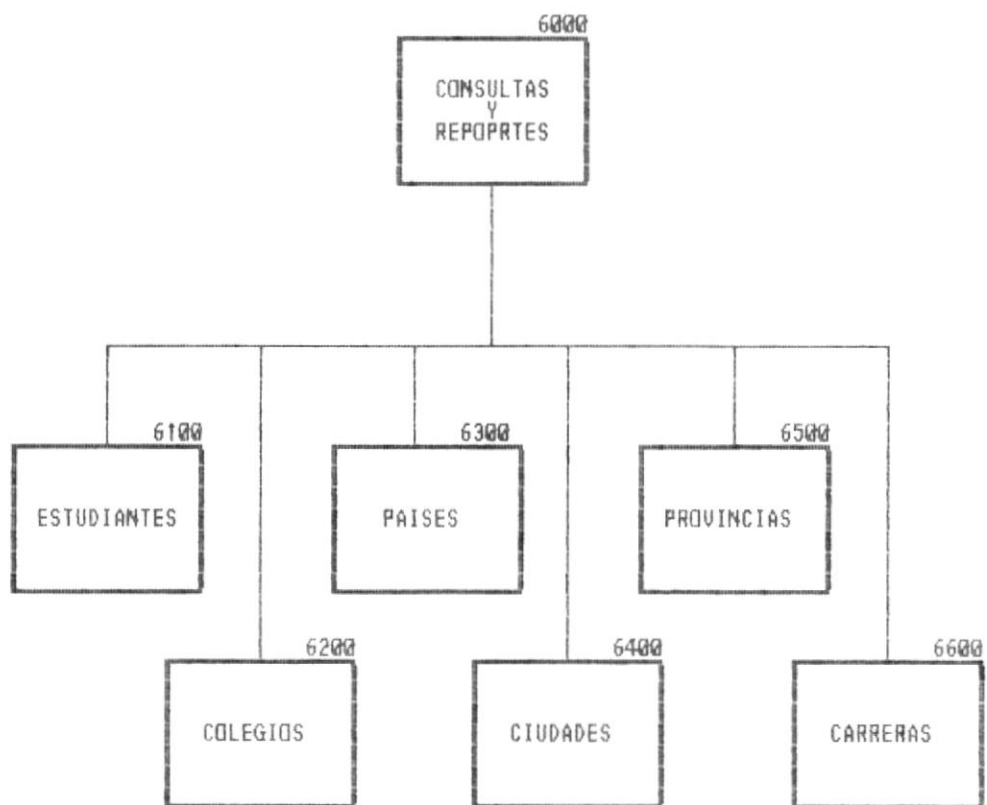 6000
CONSULTAS
Y
REPOPRTES
6100
ESTUDIANTES
6300
PAISES
6500
PROVINCIAS
6200
COLEGIOS
6400
CIUDADES
6600
CARRERAS